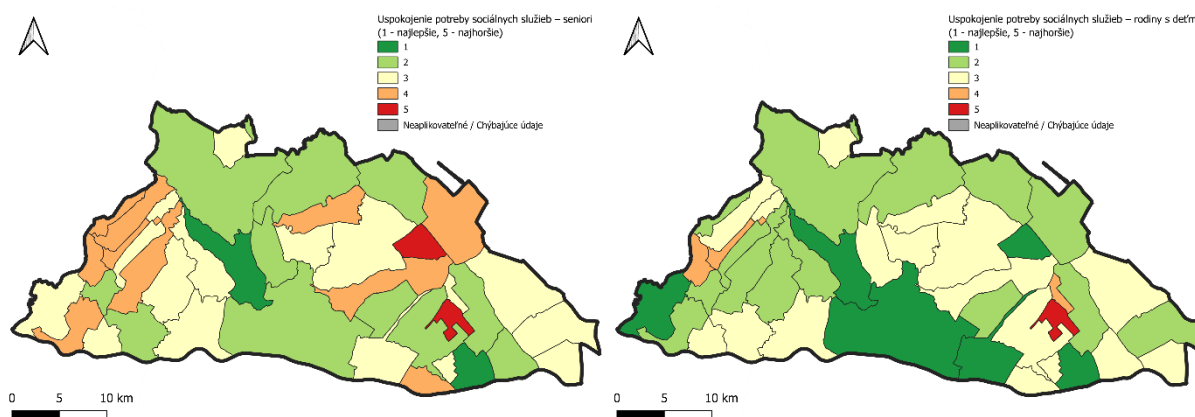 Uspokojenie potreby sociálnych služieb – seniori
(1 - najlepšie, 5 - najhoršie)
1
2
3
4
5
Neaplikovateľné / Chýbajúce údaje
0 5 10 km
Uspokojenie potreby sociálnych služieb – rodiny s deťm
(1 - najlepšie, 5 - najhoršie)
1
2
3
4
5
Neaplikovateľné / Chýbajúce údaje
0 5 10 km